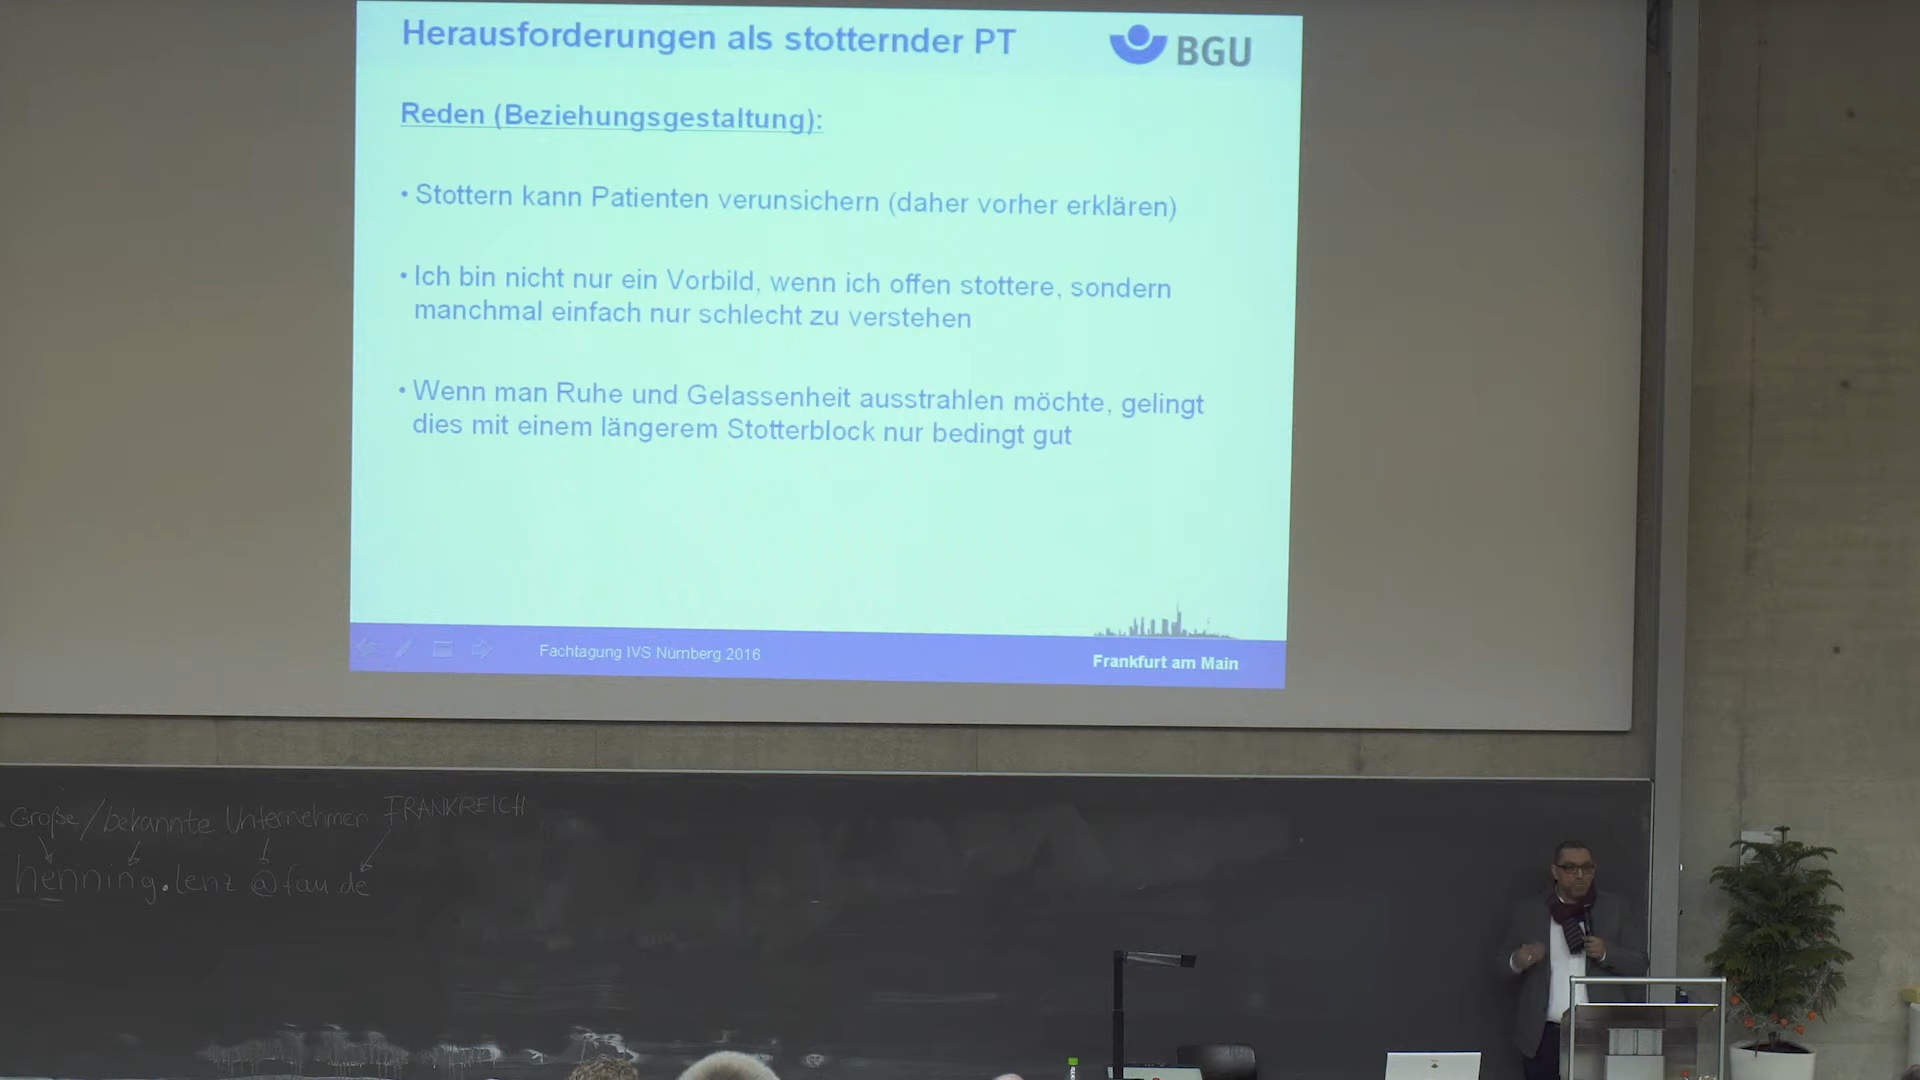 Herausforderungen als stotternder PT
BGU
Reden (Beziehungsgestaltung):
• Stottern kann Patienten verunsichern (daher vorher erklären)
• Ich bin nicht nur ein Vorbild, wenn ich offen stottere, sondern
manchmal einfach nur schlecht zu verstehen
• Wenn man Ruhe und Gelassenheit ausstrahlen möchte, gelingt
dies mit einem längerem Stotterblock nur bedingt gut
Fachtagung IVS Nürnberg 2016
Frankfurt am Main
Große/bekannte Unternehmer FRANKREICH
henning.lenz@fau.de